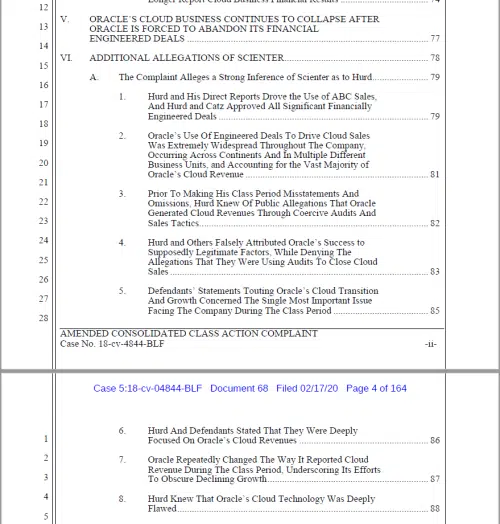 Longer Report Cloud Business Financial Results 74
12
V. ORACLE'S CLOUD BUSINESS CONTINUES TO COLLAPSE AFTER
13
ORACLE IS FORCED TO ABANDON ITS FINANCIAL
14
ENGINEERED DEALS 77
15
VI. ADDITIONAL ALLEGATIONS OF SCIENTER 78
16
A. The Complaint Alleges a Strong Inference of Scienter as to Hurd 79
17
1. Hurd and His Direct Reports Drove the Use of ABC Sales,
And Hurd and Catz Approved All Significant Financially
18
Engineered Deals 79
19
2. Oracle's Use Of Engineered Deals To Drive Cloud Sales
Was Extremely Widespread Throughout The Company,
20
Occurring Across Continents And In Multiple Different
Business Units, and Accounting for the Vast Majority of
21
Oracle's Cloud Revenue 81
22
3. Prior To Making His Class Period Misstatements And
Omissions, Hurd Knew Of Public Allegations That Oracle
23
Generated Cloud Revenues Through Coercive Audits And
Sales Tactics 82
24
4. Hurd and Others Falsely Attributed Oracle's Success to
25
Supposedly Legitimate Factors, While Denying The
Allegations That They Were Using Audits To Close Cloud
26
Sales 83
27
5. Defendants' Statements Touting Oracle's Cloud Transition
And Growth Concerned The Single Most Important Issue
28
Facing The Company During The Class Period 85
AMENDED CONSOLIDATED CLASS ACTION COMPLAINT
Case No. 18-cv-4844-BLF -ii-
Case 5:18-cv-04844-BLF Document 68 Filed 02/17/20 Page 4 of 164
6. Hurd And Defendants Stated That They Were Deeply
1
Focused On Oracle's Cloud Revenues 86
2
7. Oracle Repeatedly Changed The Way It Reported Cloud
Revenue During The Class Period, Underscoring Its Efforts
3
To Obscure Declining Growth 87
4
8. Hurd Knew That Oracle's Cloud Technology Was Deeply
Flawed 88
5